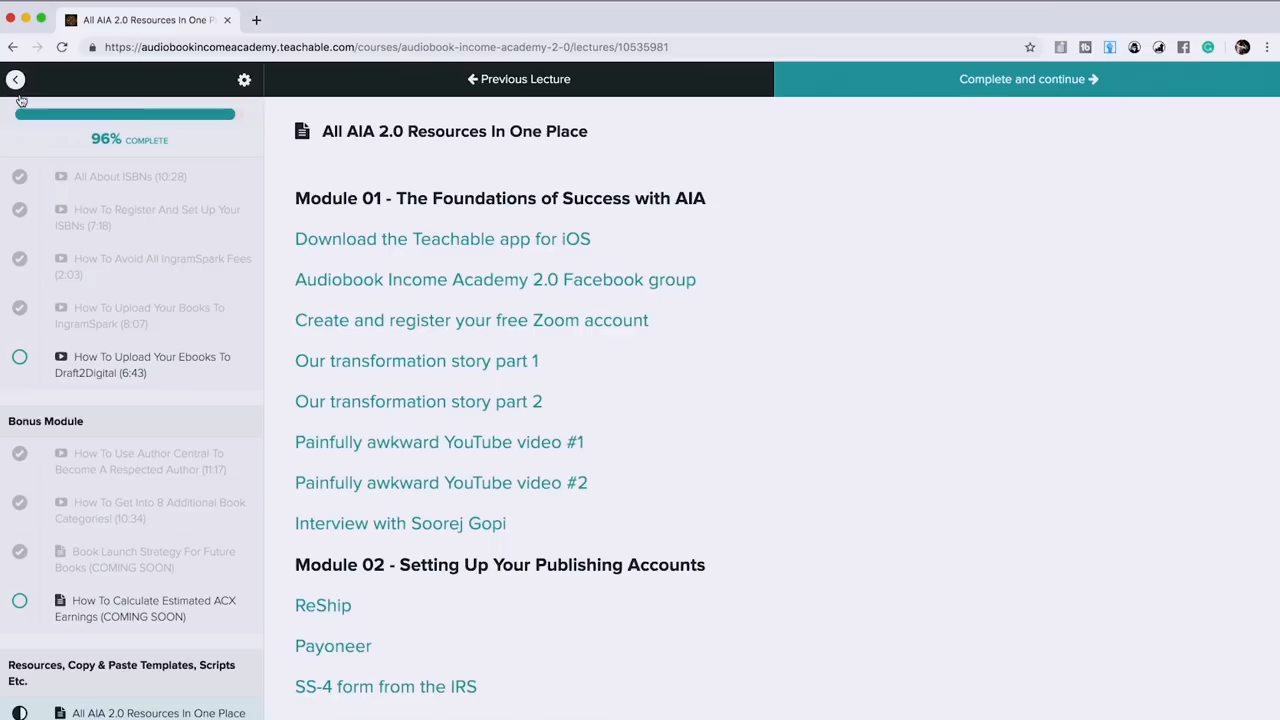 All AIA 2.0 Resources In One P
https://audiobookincomeacademy.teachable.com/courses/audiobook-income-academy-2-0/lectures/10535981
Previous Lecture
Complete and continue
96% COMPLETE
All About ISBNs (10:28)
How To Register And Set Up Your
ISBNs (7:18)
How To Avoid All IngramSpark Fees
(2:03)
How To Upload Your Books To
IngramSpark (8:07)
How To Upload Your Ebooks To
Draft2Digital (6:43)
Bonus Module
How To Use Author Central To
Become A Respected Author (11:17)
How To Get Into 8 Additional Book
Categories! (10:34)
Book Launch Strategy For Future
Books (COMING SOON)
How To Calculate Estimated ACX
Earnings (COMING SOON)
Resources, Copy & Paste Templates, Scripts
Etc.
All AIA 2.0 Resources In One Place
All AIA 2.0 Resources In One Place
Module 01 - The Foundations of Success with AIA
Download the Teachable app for iOS
Audiobook Income Academy 2.0 Facebook group
Create and register your free Zoom account
Our transformation story part 1
Our transformation story part 2
Painfully awkward YouTube video #1
Painfully awkward YouTube video #2
Interview with Soorej Gopi
Module 02 - Setting Up Your Publishing Accounts
ReShip
Payoneer
SS-4 form from the IRS